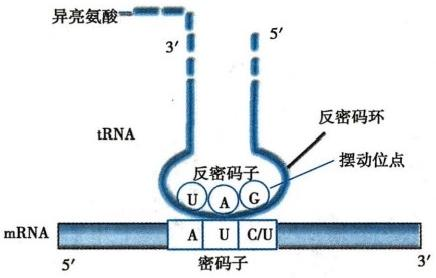 异亮氨酸
3′ 5′
tRNA
反密码环
反密码子
摆动位点
U A G
mRNA
A U C/U
5′ 密码子 3′